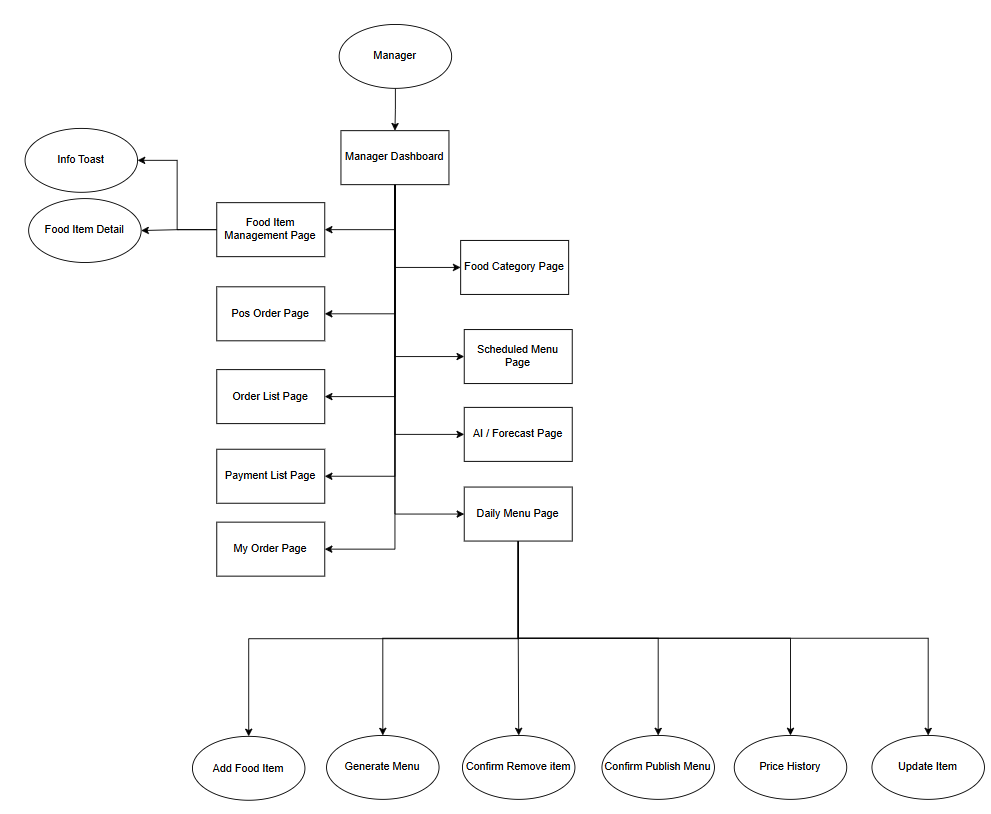 Manager
Manager Dashboard
Info Toast
Food Item Detail
Food Item
Management Page
Food Category Page
Pos Order Page
Scheduled Menu
Page
Order List Page
AI / Forecast Page
Payment List Page
Daily Menu Page
My Order Page
Add Food Item
Generate Menu
Confirm Remove item
Confirm Publish Menu
Price History
Update Item